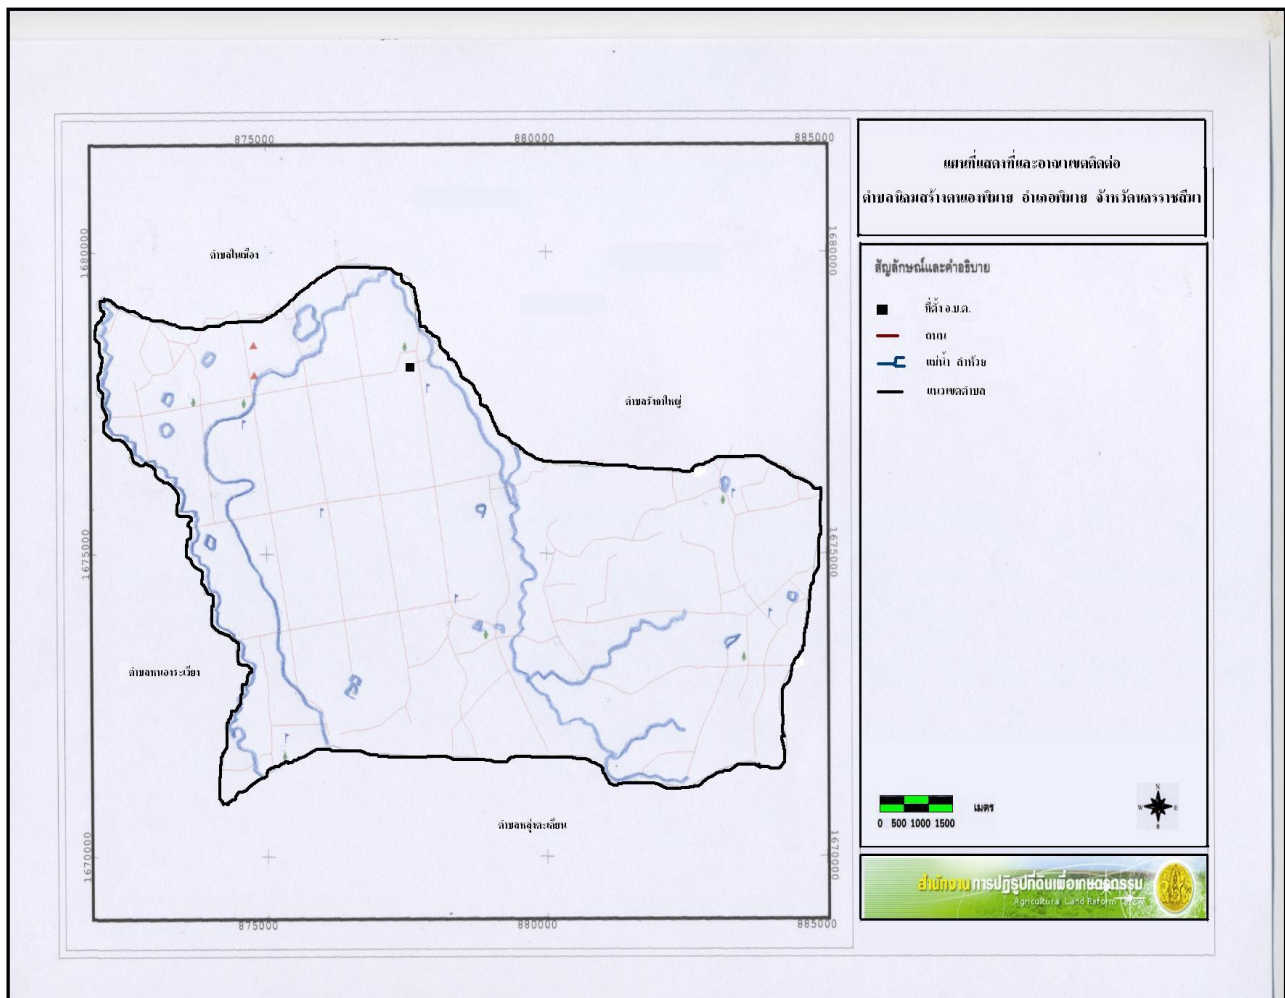 875000 880000 885000
แผนที่แสดงที่และอาณาเขตติดต่อ
ตำบลนิคมสร้างตนเองพิมาย อำเภอพิมาย จังหวัดนครราชสีมา
1680000 1680000
ตำบลในเมือง
สัญลักษณ์และคำอธิบาย
ที่ตั้ง อ.บ.ต.
ถนน
แม่น้ำ ลำห้วย
แนวเขตตำบล
ตำบลรังกาใหญ่
1675000 1675000
ตำบลหนองระเวียง
ตำบลหลุ่งตะเคียน
0 500 1000 1500 เมตร
N
W E
S
1670000 1670000
สำนักงานการปฏิรูปที่ดินเพื่อเกษตรกรรม
Agricultural Land Reform Office
875000 880000 885000